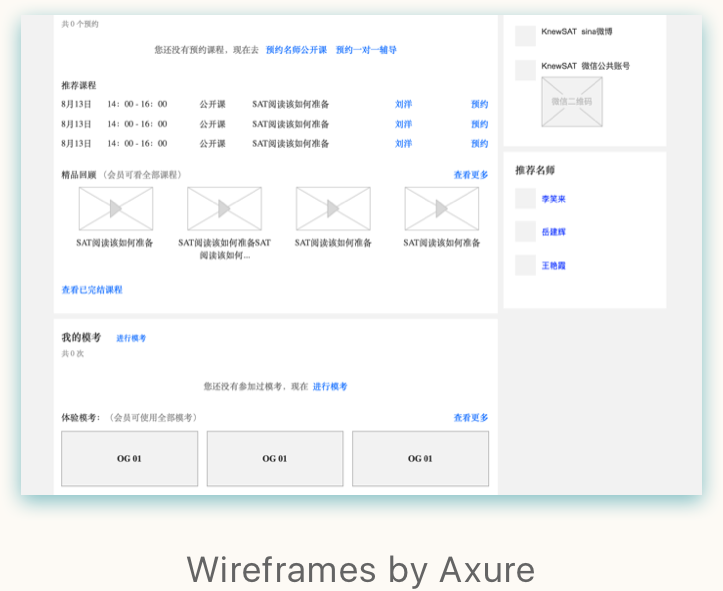 共 0 个预约
您还没有预约课程，现在去 预约名师公开课 预约一对一辅导
推荐课程
8月13日 14：00 - 16：00 公开课 SAT阅读该如何准备 刘洋 预约
8月13日 14：00 - 16：00 公开课 SAT阅读该如何准备 刘洋 预约
8月13日 14：00 - 16：00 公开课 SAT阅读该如何准备 刘洋 预约
精品回顾 （会员可看全部课程） 查看更多
SAT阅读该如何准备 SAT阅读该如何准备SAT SAT阅读该如何准备 SAT阅读该如何准备
阅读该如何...
查看已完结课程
我的模考 进行模考
共 0 次
您还没有参加过模考，现在 进行模考
体验模考： （会员可使用全部模考） 查看更多
OG 01 OG 01 OG 01
KnewSAT sina微博
KnewSAT 微信公共账号
微信二维码
推荐名师
李笑来
岳建辉
王艳霞
Wireframes by Axure